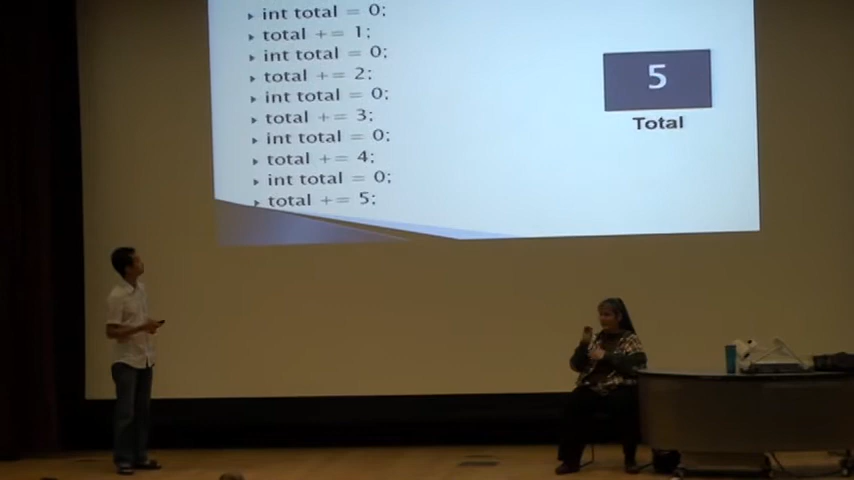 int total = 0;
total += 1;
int total = 0;
total += 2;
int total = 0;
total += 3;
int total = 0;
total += 4;
int total = 0;
total += 5;
5
Total